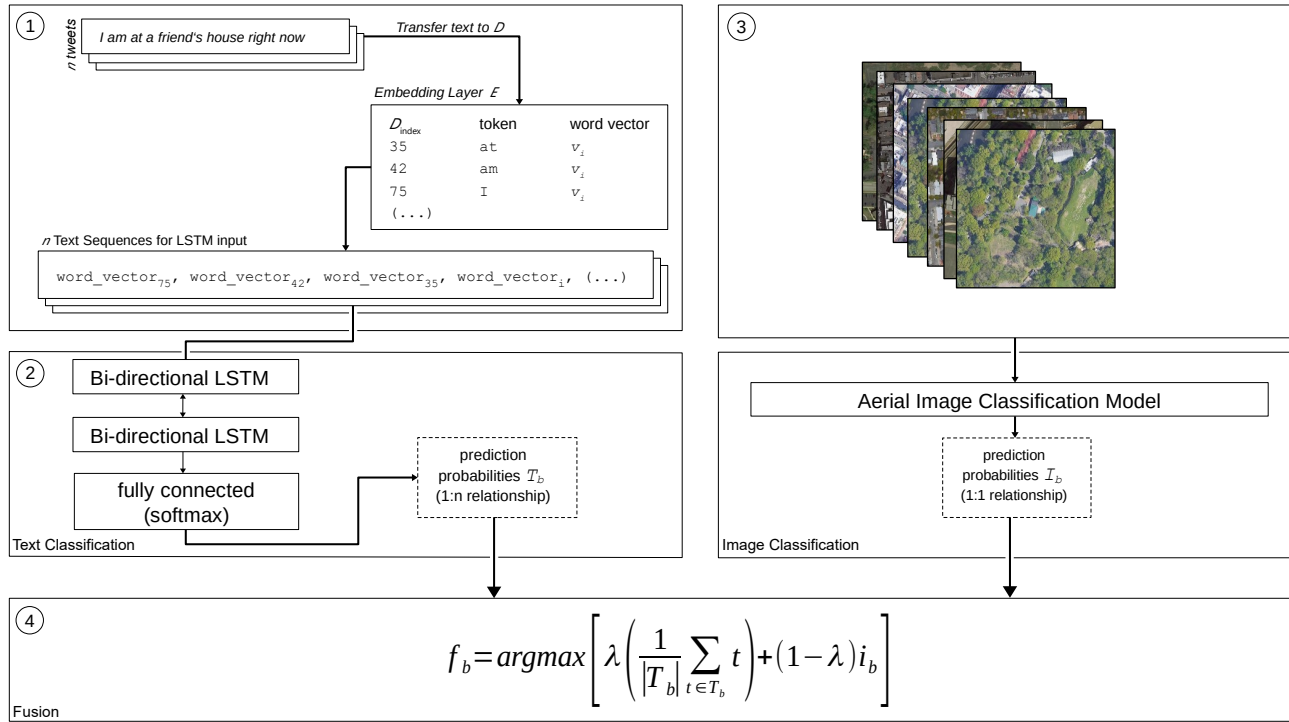 1
n tweets
I am at a friend's house right now
Transfer text to D
Embedding Layer E
D_index token word vector
35 at v_i
42 am v_i
75 I v_i
(...)
n Text Sequences for LSTM input
word_vector_75, word_vector_42, word_vector_35, word_vector_i, (...)
2
Bi-directional LSTM
Bi-directional LSTM
fully connected
(softmax)
prediction
probabilities T_b
(1:n relationship)
Text Classification
3
Aerial Image Classification Model
prediction
probabilities I_b
(1:1 relationship)
Image Classification
4
f_b=argmax[λ(1/|T_b| ∑_{t∈T_b} t)+(1−λ)i_b]
Fusion